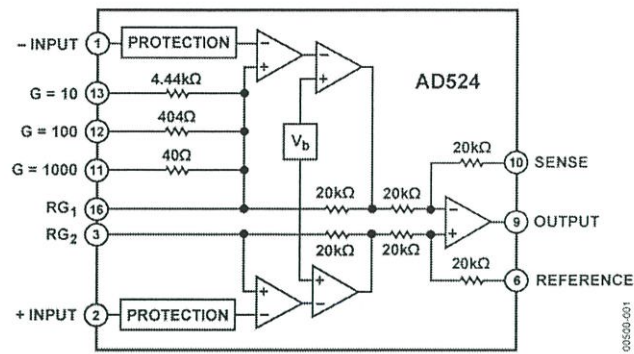 – INPUT 1 PROTECTION
– +
– +
AD524
G = 10 13 4.44kΩ
G = 100 12 404Ω
Vb
G = 1000 11 40Ω
20kΩ 10 SENSE
RG1 16 20kΩ 20kΩ
– + 9 OUTPUT
RG2 3 20kΩ 20kΩ
20kΩ 6 REFERENCE
+ –
+ –
+ INPUT 2 PROTECTION
00500-001